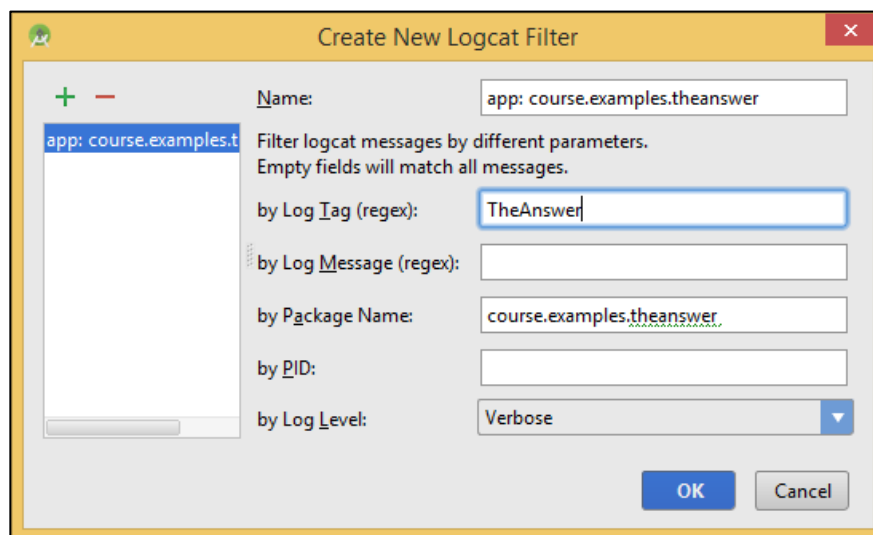 Create New Logcat Filter
Name:
app: course.examples.theanswer
app: course.examples.t
Filter logcat messages by different parameters.
Empty fields will match all messages.
by Log Tag (regex):
TheAnswer
by Log Message (regex):
by Package Name:
course.examples.theanswer
by PID:
by Log Level:
Verbose
OK
Cancel